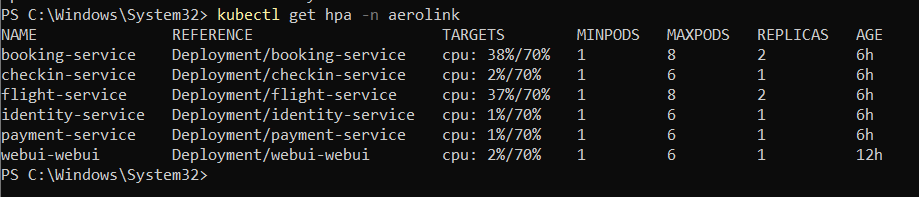 PS C:\Windows\System32> kubectl get hpa -n aerolink
NAME REFERENCE TARGETS MINPODS MAXPODS REPLICAS AGE
booking-service Deployment/booking-service cpu: 38%/70% 1 8 2 6h
checkin-service Deployment/checkin-service cpu: 2%/70% 1 6 1 6h
flight-service Deployment/flight-service cpu: 37%/70% 1 8 2 6h
identity-service Deployment/identity-service cpu: 1%/70% 1 6 1 6h
payment-service Deployment/payment-service cpu: 1%/70% 1 6 1 6h
webui-webui Deployment/webui-webui cpu: 2%/70% 1 6 1 12h
PS C:\Windows\System32>